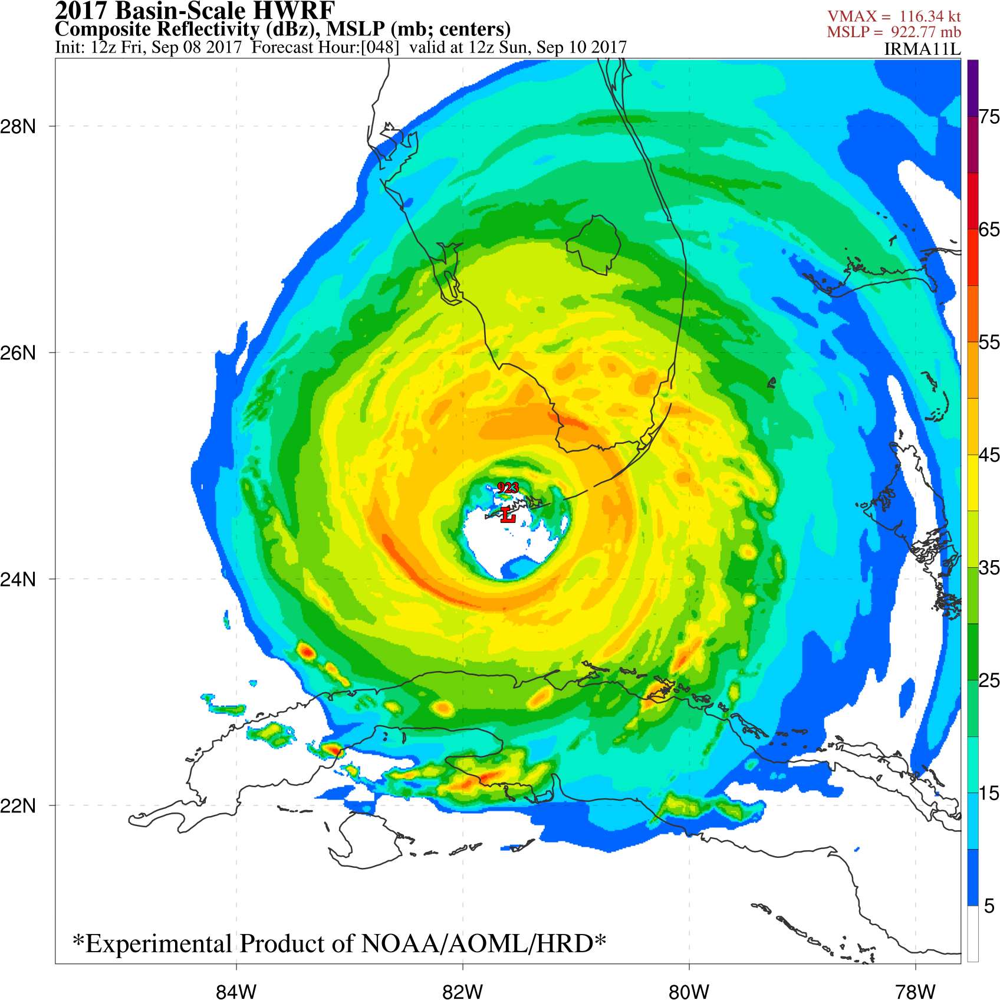 2017 Basin-Scale HWRF
Composite Reflectivity (dBz), MSLP (mb; centers)
Init: 12z Fri, Sep 08 2017 Forecast Hour:[048] valid at 12z Sun, Sep 10 2017
VMAX = 116.34 kt
MSLP = 922.77 mb
IRMA11L
28N
26N
24N
22N
923
L
75
65
55
45
35
25
15
5
*Experimental Product of NOAA/AOML/HRD*
84W
82W
80W
78W